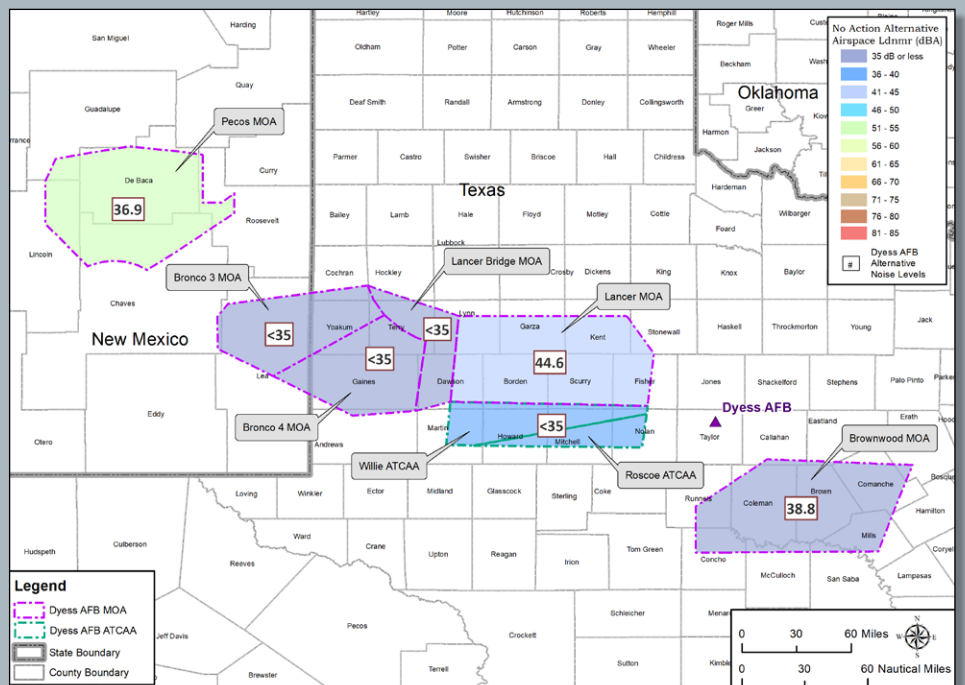 Hartley
Moore
Hutchinson
Roberts
Hemphill
Harding
San Miguel
Roger Mills
No Action Alternative
Airspace Ldnmr (dBA)
35 dB or less
36 - 40
41 - 45
46 - 50
51 - 55
56 - 60
61 - 65
66 - 70
71 - 75
76 - 80
81 - 85
#
Dyess AFB
Alternative
Noise Levels
Oldham
Potter
Carson
Gray
Wheeler
Beckham
Quay
Oklahoma
Guadalupe
Deaf Smith
Randall
Armstrong
Donley
Collingsworth
Greer
Pecos MOA
Harmon
Jackson
Parmer
Castro
Swisher
Briscoe
Hall
Childress
Curry
De Baca
36.9
Texas
Hardeman
Roosevelt
Bailey
Lamb
Hale
Floyd
Motley
Cottle
Wilbarger
Foard
Lincoln
Lubbock
Lancer Bridge MOA
Bronco 3 MOA
Cochran
Hockley
Crosby
Dickens
King
Knox
Baylor
Lancer MOA
Chaves
Lynn
Yoakum
Terry
<35
<35
Garza
Kent
Stonewall
Haskell
Throckmorton
Young
Jack
New Mexico
<35
44.6
Lea
Gaines
Dawson
Borden
Scurry
Fisher
Jones
Shackelford
Stephens
Palo Pinto
Parker
Eddy
Dyess AFB
Otero
Bronco 4 MOA
Andrews
Martin
Howard
<35
Mitchell
Nolan
Taylor
Callahan
Eastland
Erath
Brownwood MOA
Willie ATCAA
Roscoe ATCAA
Loving
Winkler
Ector
Midland
Glasscock
Sterling
Coke
Runnels
Coleman
Brown
Comanche
38.8
Hamilton
Mills
Hudspeth
Culberson
Reeves
Ward
Crane
Upton
Reagan
Irion
Tom Green
Concho
McCulloch
San Saba
Lampasas
Legend
Dyess AFB MOA
Dyess AFB ATCAA
State Boundary
County Boundary
Jeff Davis
Pecos
Brewster
Terrell
Crockett
Schleicher
Sutton
0 30 60 Miles
0 30 60 Nautical Miles
N
W
E
S